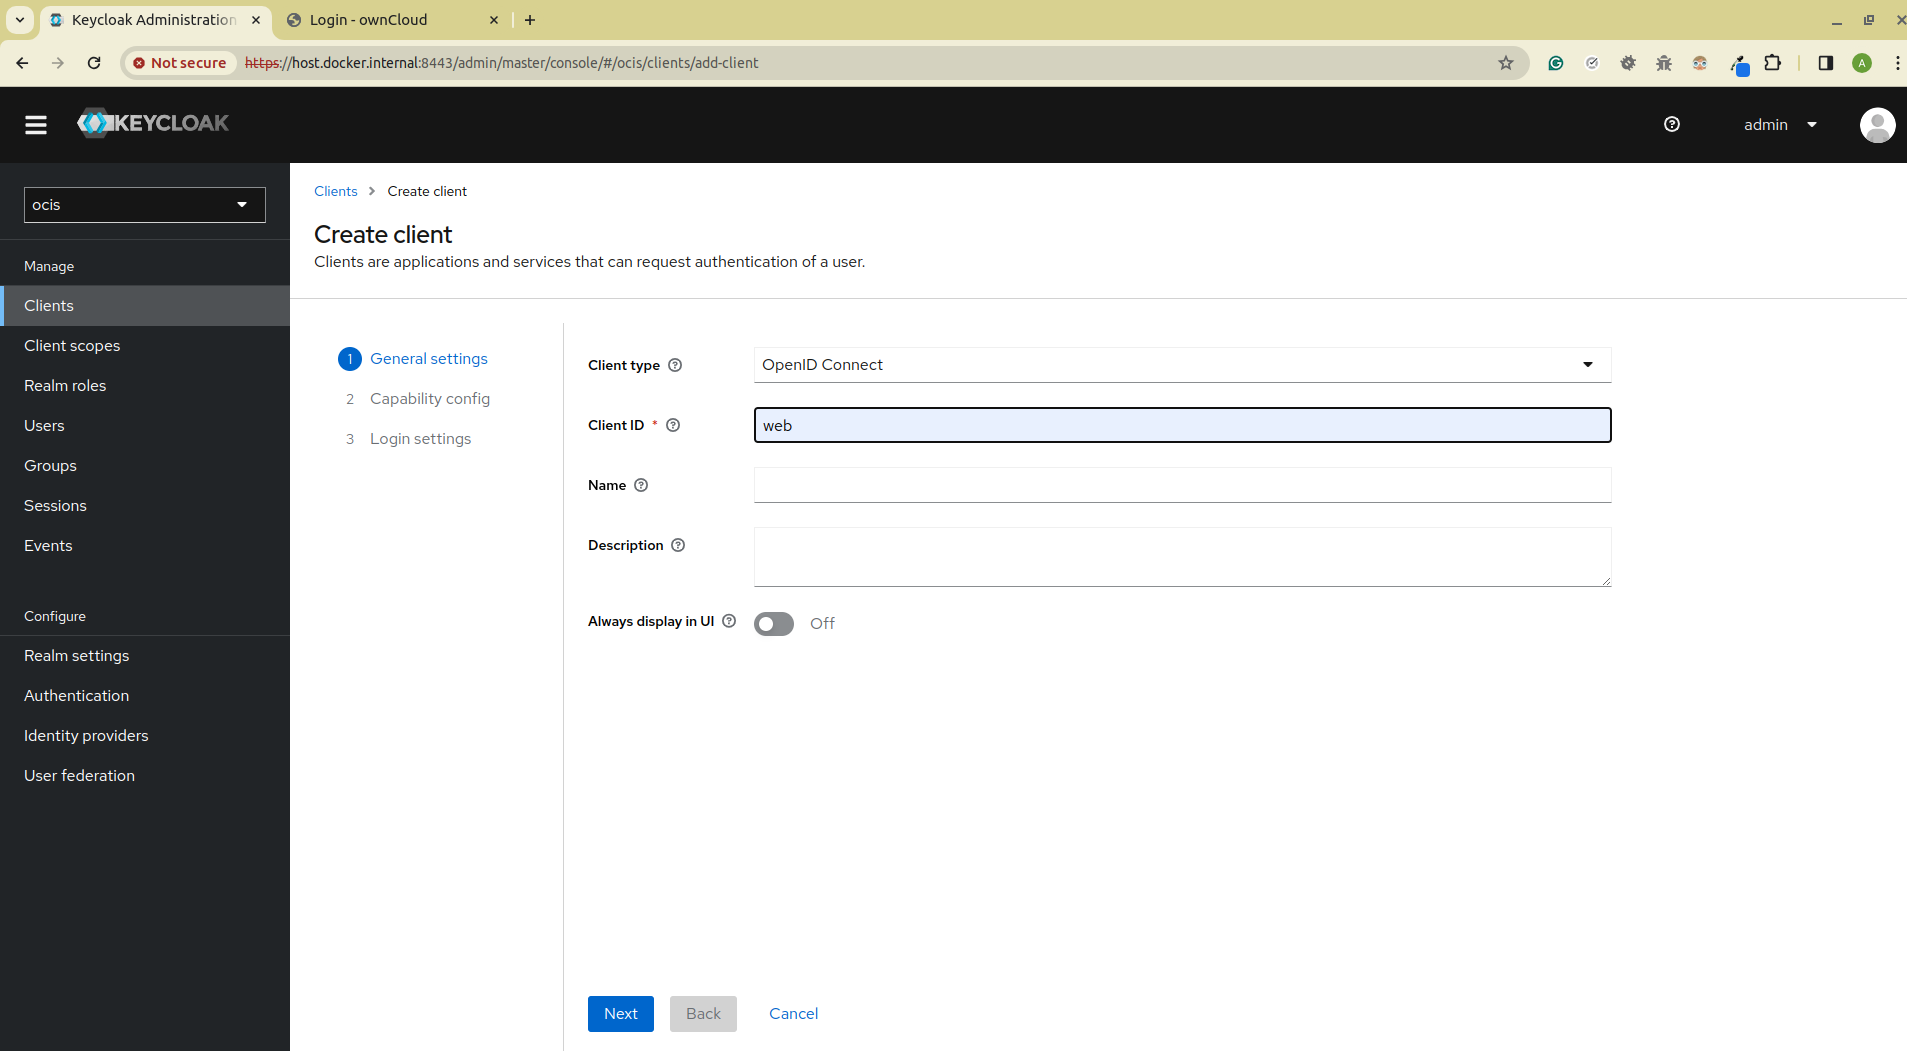 Keycloak Administration
Login - ownCloud
Not secure
https://host.docker.internal:8443/admin/master/console/#/ocis/clients/add-client
A
KEYCLOAK
admin
ocis
Manage
Clients
Client scopes
Realm roles
Users
Groups
Sessions
Events
Configure
Realm settings
Authentication
Identity providers
User federation
Clients > Create client
Create client
Clients are applications and services that can request authentication of a user.
1 General settings
2 Capability config
3 Login settings
Client type
OpenID Connect
Client ID *
web
Name
Description
Always display in UI
Off
Next
Back
Cancel